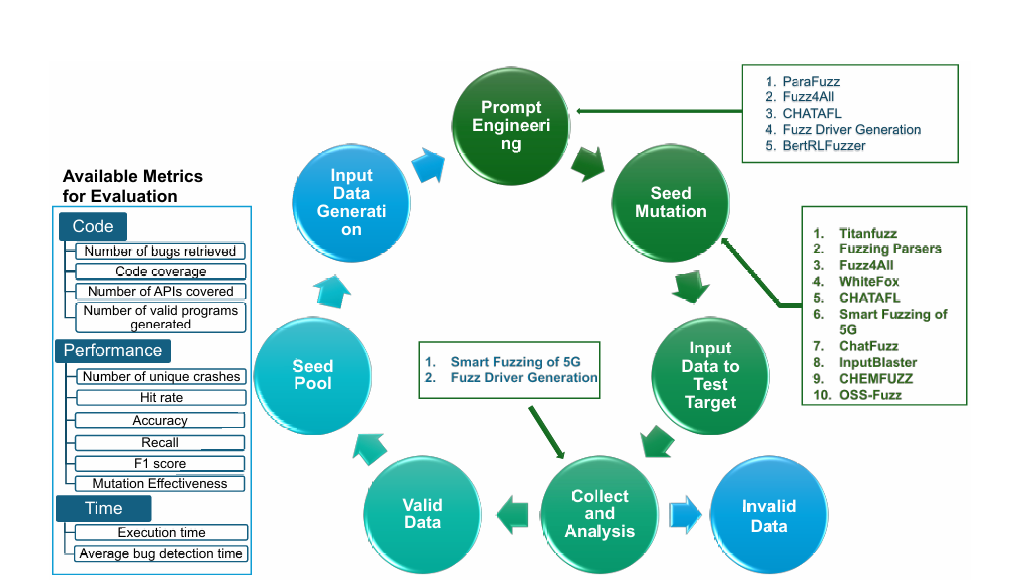 Available Metrics
for Evaluation
Code
Number of bugs retrieved
Code coverage
Number of APIs covered
Number of valid programs
generated
Performance
Number of unique crashes
Hit rate
Accuracy
Recall
F1 score
Mutation Effectiveness
Time
Execution time
Average bug detection time
Prompt
Engineeri
ng
Seed
Mutation
Input
Data to
Test
Target
Collect
and
Analysis
Invalid
Data
Valid
Data
Seed
Pool
Input
Data
Generati
on
1. ParaFuzz
2. Fuzz4All
3. CHATAFL
4. Fuzz Driver Generation
5. BertRLFuzzer
1. Titanfuzz
2. Fuzzing Parsers
3. Fuzz4All
4. WhiteFox
5. CHATAFL
6. Smart Fuzzing of
5G
7. ChatFuzz
8. InputBlaster
9. CHEMFUZZ
10. OSS-Fuzz
1. Smart Fuzzing of 5G
2. Fuzz Driver Generation